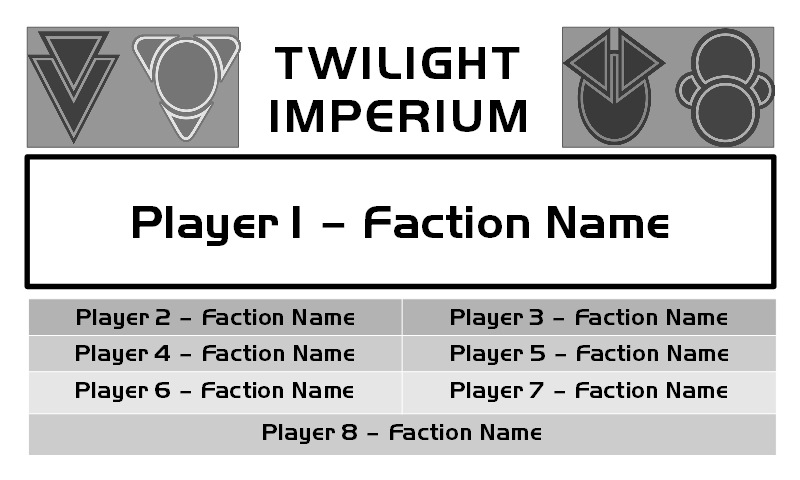 TWILIGHT
IMPERIUM
Player 1 – Faction Name
Player 2 – Faction Name
Player 3 – Faction Name
Player 4 – Faction Name
Player 5 – Faction Name
Player 6 – Faction Name
Player 7 – Faction Name
Player 8 – Faction Name